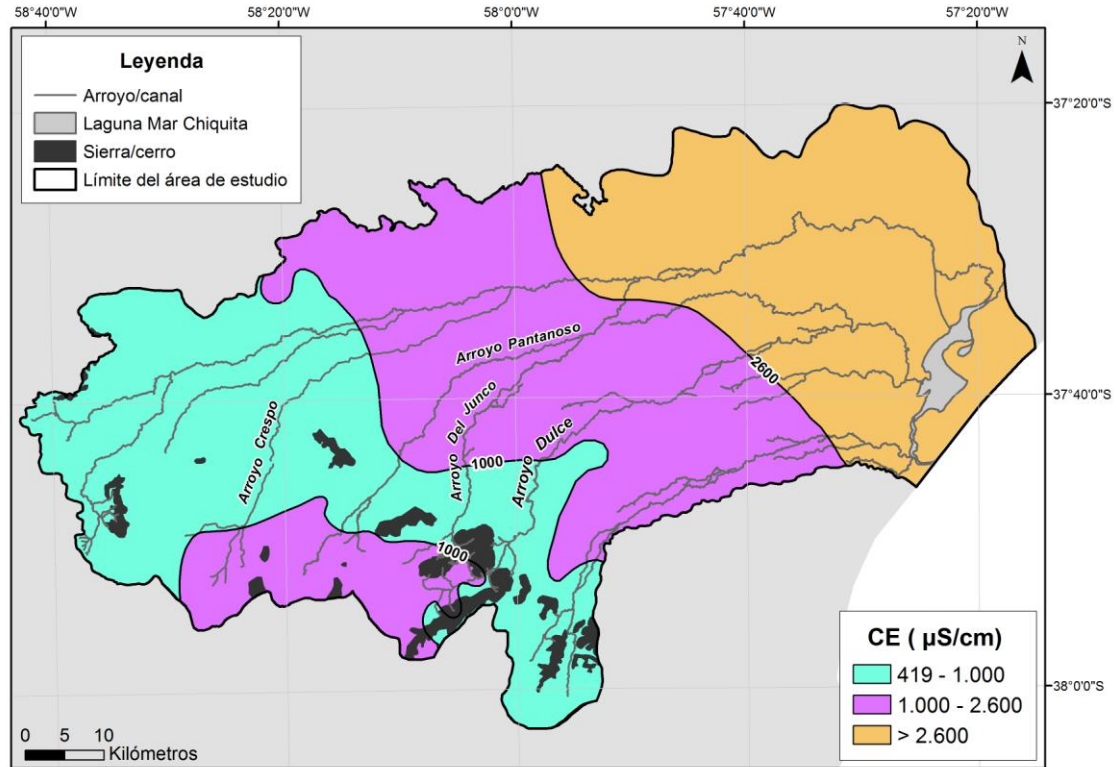 58°40'0"W
58°20'0"W
58°0'0"W
57°40'0"W
57°20'0"W
Leyenda
Arroyo/canal
Laguna Mar Chiquita
Sierra/cerro
Límite del área de estudio
N
37°20'0"S
37°40'0"S
38°0'0"S
Arroyo Pantanoso
2600
Arroyo Crespo
Arroyo Del Junco
Arroyo Dulce
1000
1000
CE ( µS/cm)
419 - 1.000
1.000 - 2.600
> 2.600
0 5 10
Kilómetros